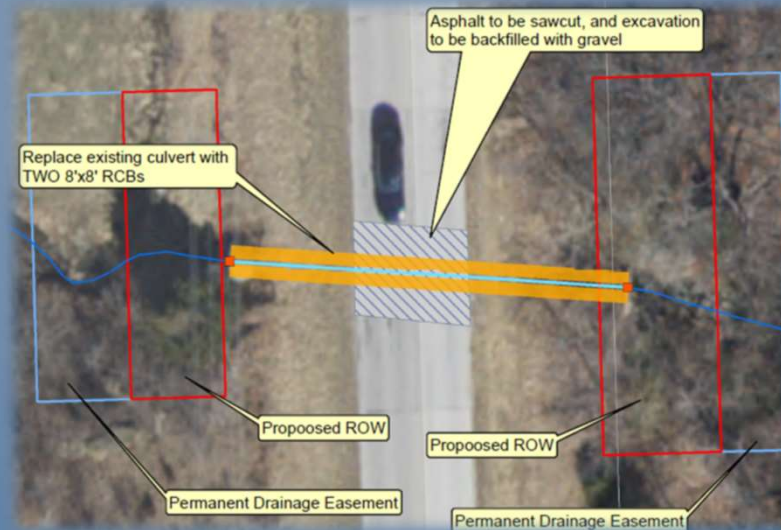 Asphalt to be sawcut, and excavation
to be backfilled with gravel
Replace existing culvert with
TWO 8'x8' RCBs
Propoosed ROW
Propoosed ROW
Permanent Drainage Easement
Permanent Drainage Easement